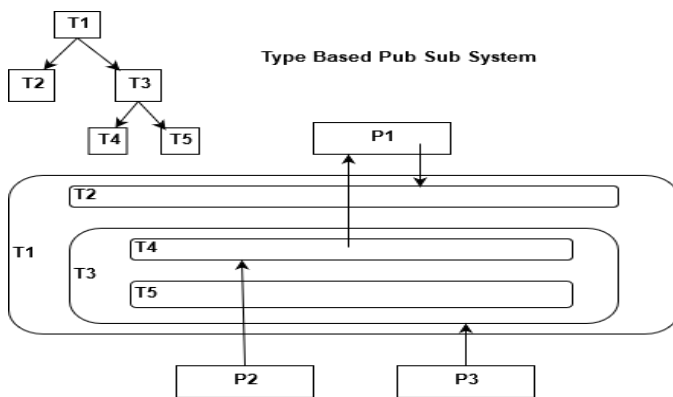 T1
Type Based Pub Sub System
T2 T3
T4 T5
P1
T2
T1
T4
T3
T5
P2 P3